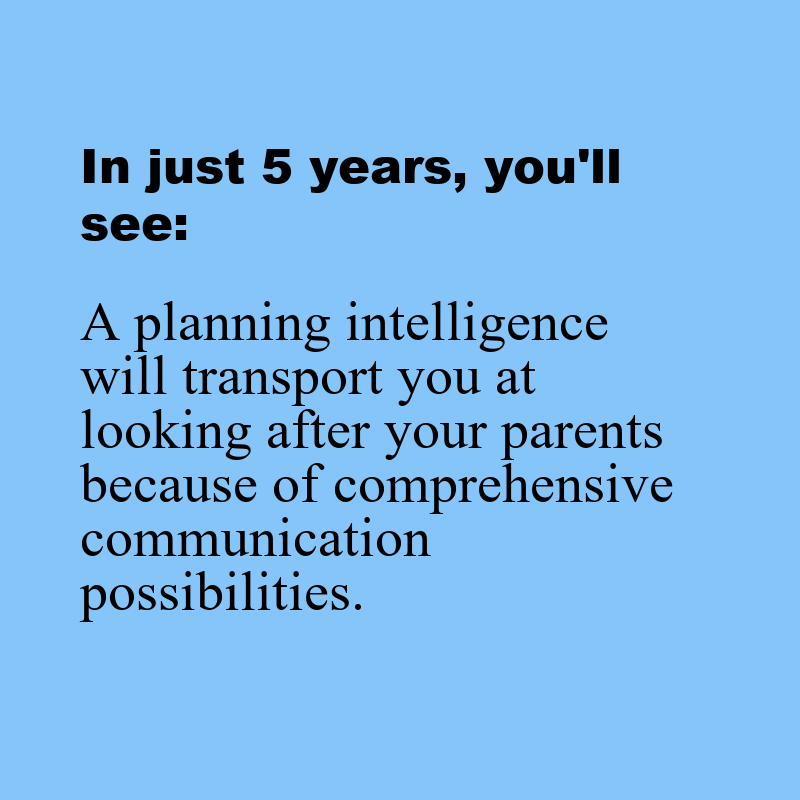 In just 5 years, you'll
see:
A planning intelligence
will transport you at
looking after your parents
because of comprehensive
communication
possibilities.